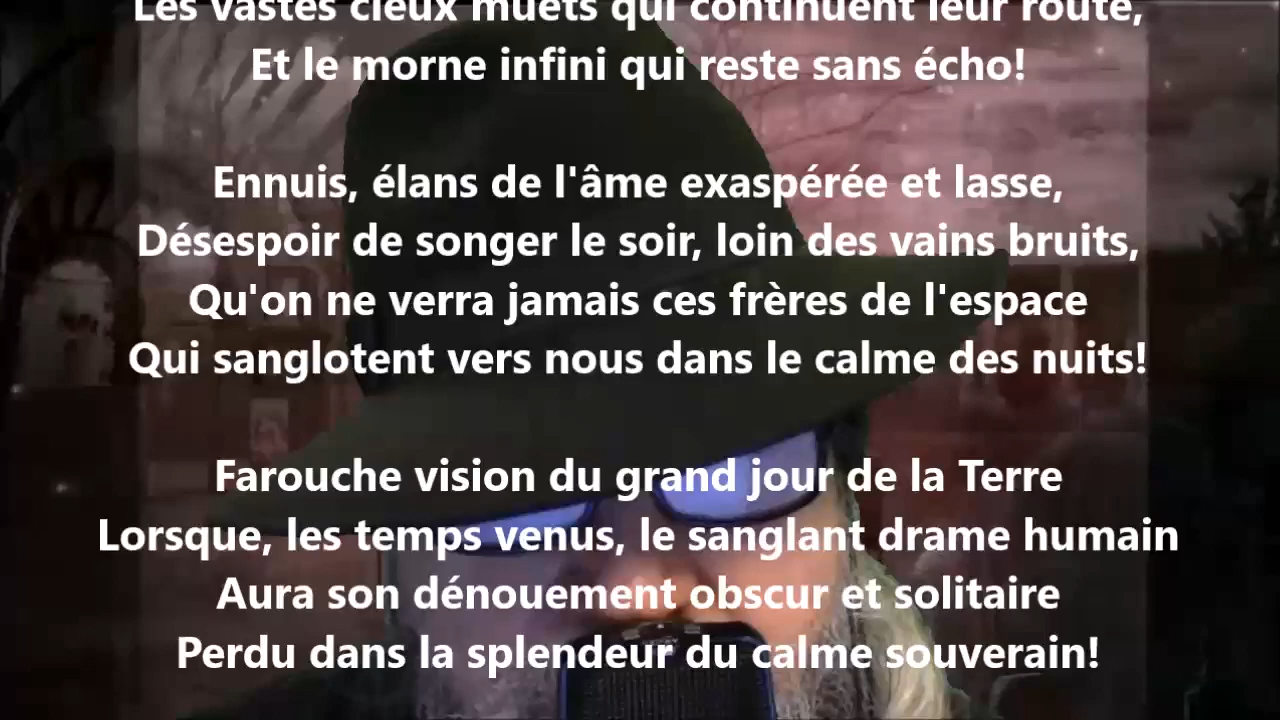 Les vastes cieux muets qui continuent leur route,
Et le morne infini qui reste sans écho!
Ennuis, élans de l'âme exaspérée et lasse,
Désespoir de songer le soir, loin des vains bruits,
Qu'on ne verra jamais ces frères de l'espace
Qui sanglotent vers nous dans le calme des nuits!
Farouche vision du grand jour de la Terre
Lorsque, les temps venus, le sanglant drame humain
Aura son dénouement obscur et solitaire
Perdu dans la splendeur du calme souverain!